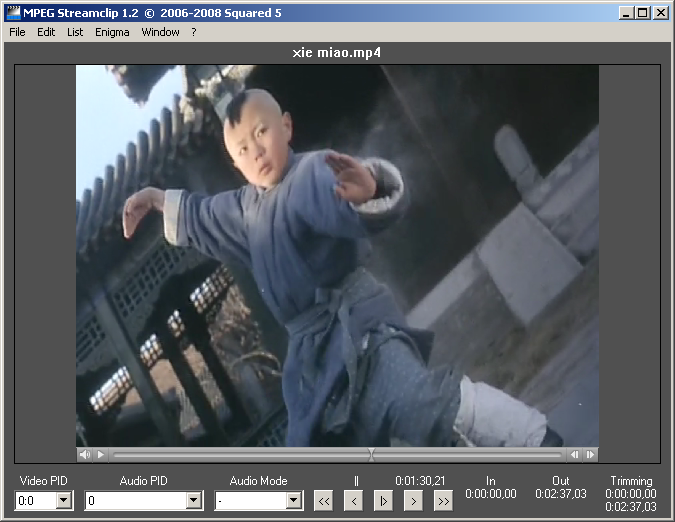 MPEG Streamclip 1.2 © 2006-2008 Squared 5
File Edit List Enigma Window ?
xie miao.mp4
Video PID Audio PID Audio Mode || 0:01:30,21 In Out Trimming
0:0 0 - << < |> > >> 0:00:00,00 0:02:37,03 0:00:00,00
0:02:37,03